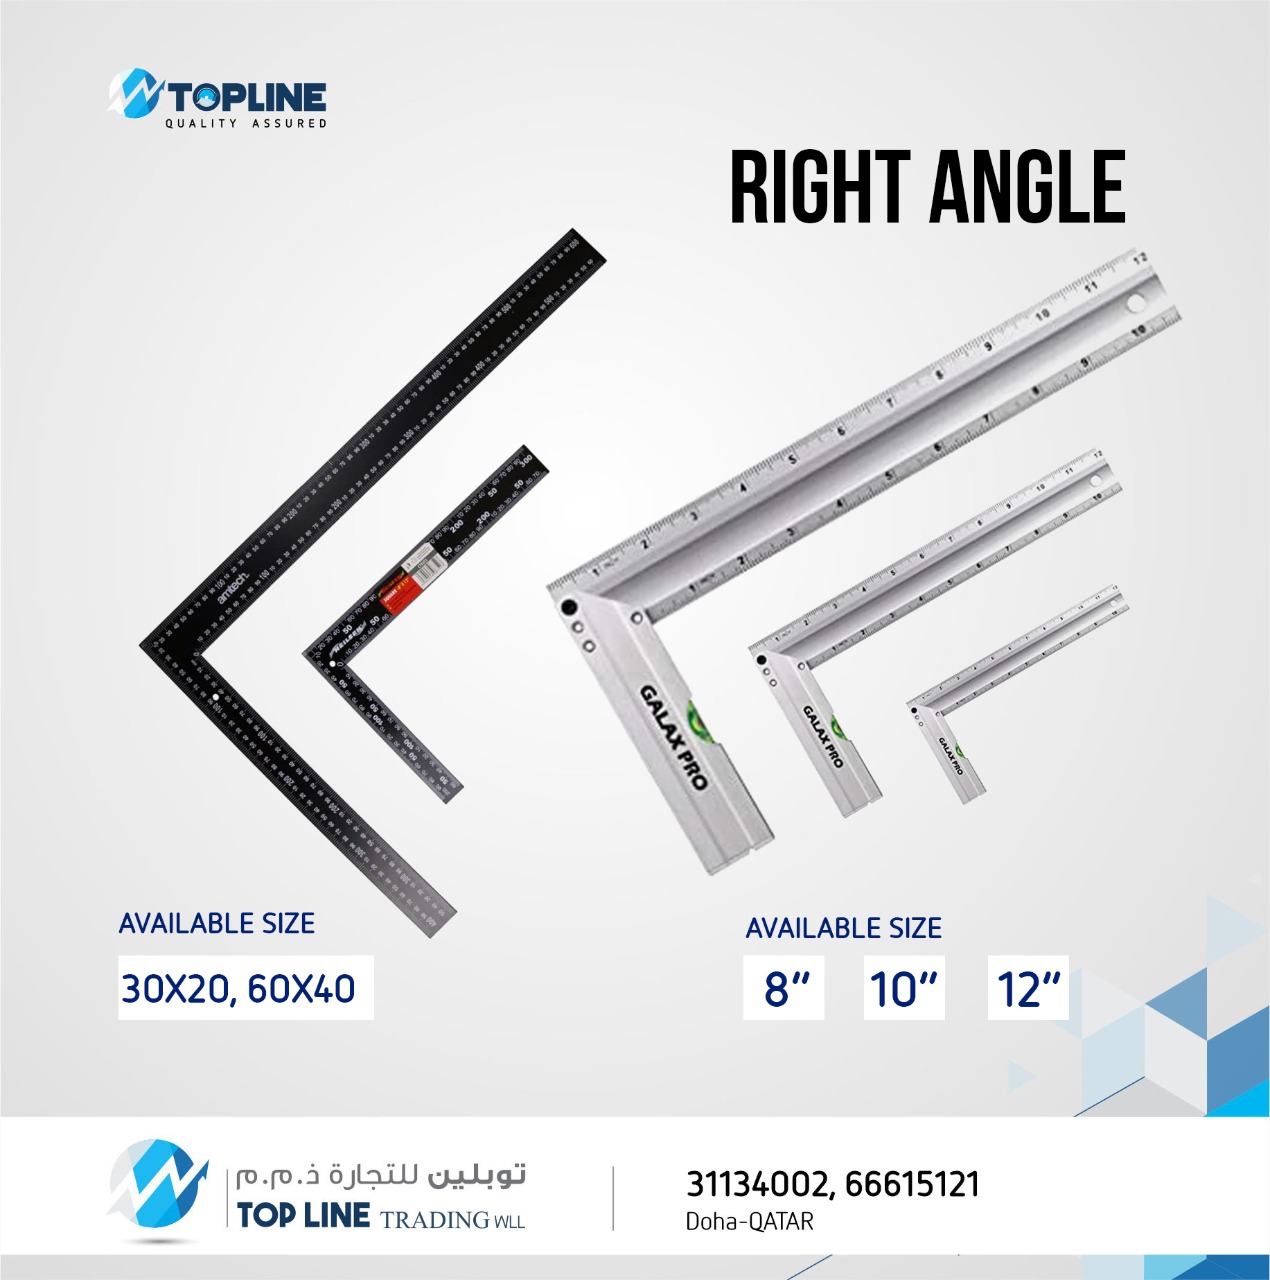 TOPLINE
QUALITY ASSURED
RIGHT ANGLE
amtech
GALAX PRO
GALAX PRO
GALAX PRO
AVAILABLE SIZE
30X20, 60X40
AVAILABLE SIZE
8” 10” 12”
توبلين للتجارة ذ.م.م
TOP LINE TRADING WLL
31134002, 66615121
Doha-QATAR